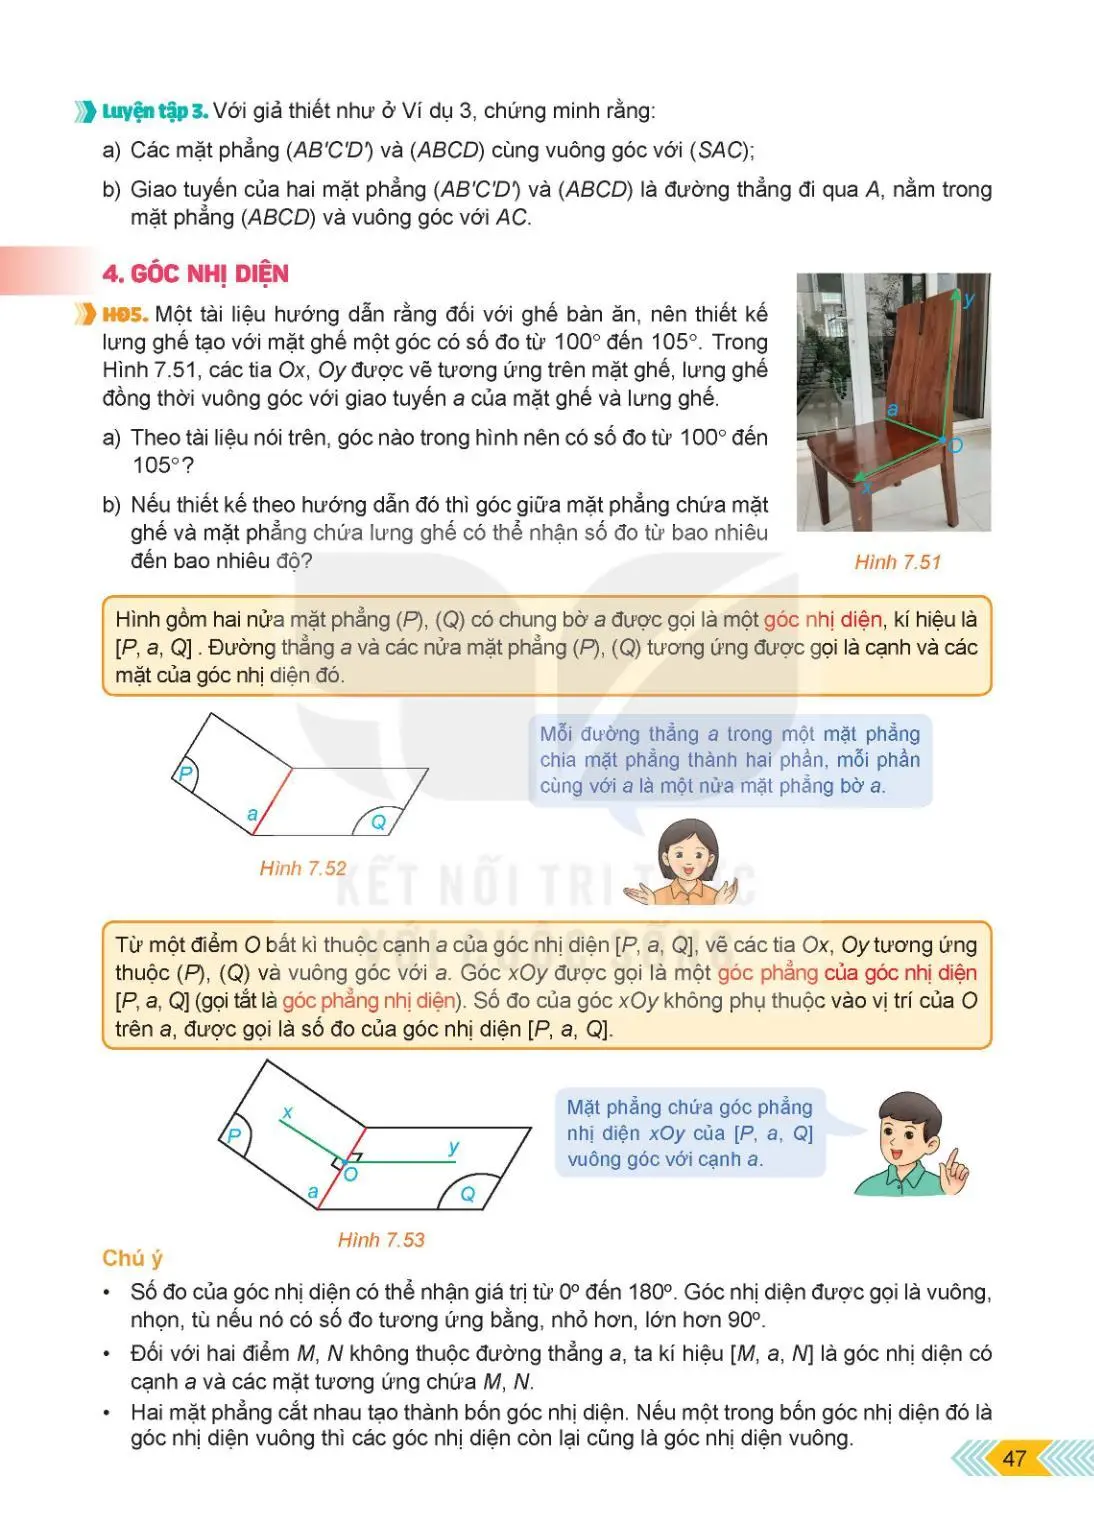 Luyện tập 3. Với giả thiết như ở Ví dụ 3, chứng minh rằng:
a) Các mặt phẳng (AB'C'D') và (ABCD) cùng vuông góc với (SAC);
b) Giao tuyến của hai mặt phẳng (AB'C'D') và (ABCD) là đường thẳng đi qua A, nằm trong
mặt phẳng (ABCD) và vuông góc với AC.
4. GÓC NHỊ DIỆN
HĐ5. Một tài liệu hướng dẫn rằng đối với ghế bàn ăn, nên thiết kế
lưng ghế tạo với mặt ghế một góc có số đo từ 100° đến 105°. Trong
Hình 7.51, các tia Ox, Oy được vẽ tương ứng trên mặt ghế, lưng ghế
đồng thời vuông góc với giao tuyến a của mặt ghế và lưng ghế.
a) Theo tài liệu nói trên, góc nào trong hình nên có số đo từ 100° đến
105°?
b) Nếu thiết kế theo hướng dẫn đó thì góc giữa mặt phẳng chứa mặt
ghế và mặt phẳng chứa lưng ghế có thể nhận số đo từ bao nhiêu
đến bao nhiêu độ?
y
a
O
x
Hình 7.51
Hình gồm hai nửa mặt phẳng (P), (Q) có chung bờ a được gọi là một góc nhị diện, kí hiệu là
[P, a, Q] . Đường thẳng a và các nửa mặt phẳng (P), (Q) tương ứng được gọi là cạnh và các
mặt của góc nhị diện đó.
P
a
Q
Hình 7.52
Mỗi đường thẳng a trong một mặt phẳng
chia mặt phẳng thành hai phần, mỗi phần
cùng với a là một nửa mặt phẳng bờ a.
KẾT NỐI TRI THỨC
VỚI CUỘC SỐNG
Từ một điểm O bất kì thuộc cạnh a của góc nhị diện [P, a, Q], vẽ các tia Ox, Oy tương ứng
thuộc (P), (Q) và vuông góc với a. Góc xOy được gọi là một góc phẳng của góc nhị diện
[P, a, Q] (gọi tắt là góc phẳng nhị diện). Số đo của góc xOy không phụ thuộc vào vị trí của O
trên a, được gọi là số đo của góc nhị diện [P, a, Q].
x
P
y
O
a
Q
Hình 7.53
Mặt phẳng chứa góc phẳng
nhị diện xOy của [P, a, Q]
vuông góc với cạnh a.
Chú ý
• Số đo của góc nhị diện có thể nhận giá trị từ 0º đến 180º. Góc nhị diện được gọi là vuông,
nhọn, tù nếu nó có số đo tương ứng bằng, nhỏ hơn, lớn hơn 90º.
• Đối với hai điểm M, N không thuộc đường thẳng a, ta kí hiệu [M, a, N] là góc nhị diện có
cạnh a và các mặt tương ứng chứa M, N.
• Hai mặt phẳng cắt nhau tạo thành bốn góc nhị diện. Nếu một trong bốn góc nhị diện đó là
góc nhị diện vuông thì các góc nhị diện còn lại cũng là góc nhị diện vuông.
47